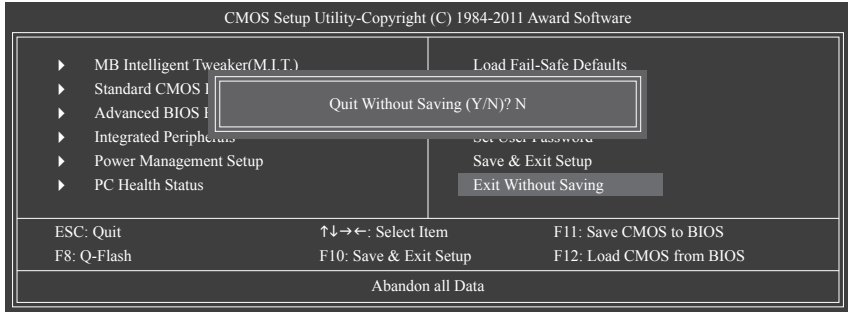 CMOS Setup Utility-Copyright (C) 1984-2011 Award Software
MB Intelligent Tweaker(M.I.T.)
Standard CMOS
Advanced BIOS
Integrated Peripherals
Power Management Setup
PC Health Status
Load Fail-Safe Defaults
Set User Password
Save & Exit Setup
Exit Without Saving
Quit Without Saving (Y/N)? N
ESC: Quit
↑↓→←: Select Item
F11: Save CMOS to BIOS
F8: Q-Flash
F10: Save & Exit Setup
F12: Load CMOS from BIOS
Abandon all Data